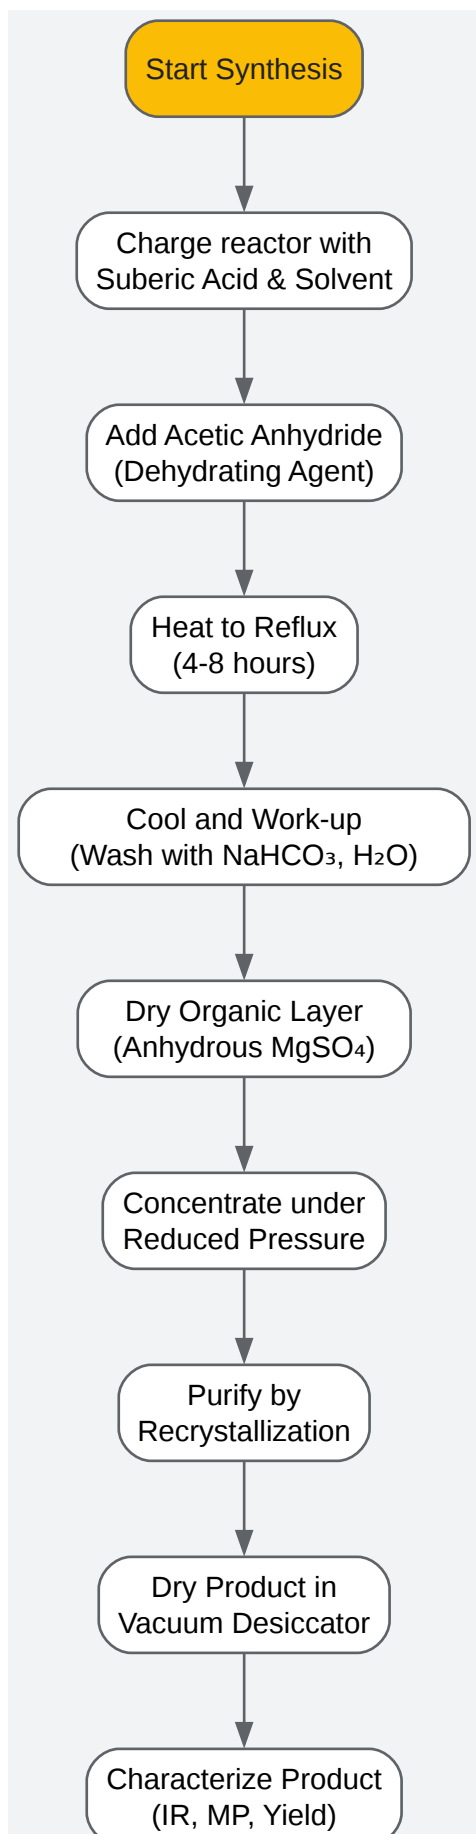 Start Synthesis
Charge reactor with
Suberic Acid & Solvent
Add Acetic Anhydride
(Dehydrating Agent)
Heat to Reflux
(4-8 hours)
Cool and Work-up
(Wash with NaHCO₃, H₂O)
Dry Organic Layer
(Anhydrous MgSO₄)
Concentrate under
Reduced Pressure
Purify by
Recrystallization
Dry Product in
Vacuum Desiccator
Characterize Product
(IR, MP, Yield)